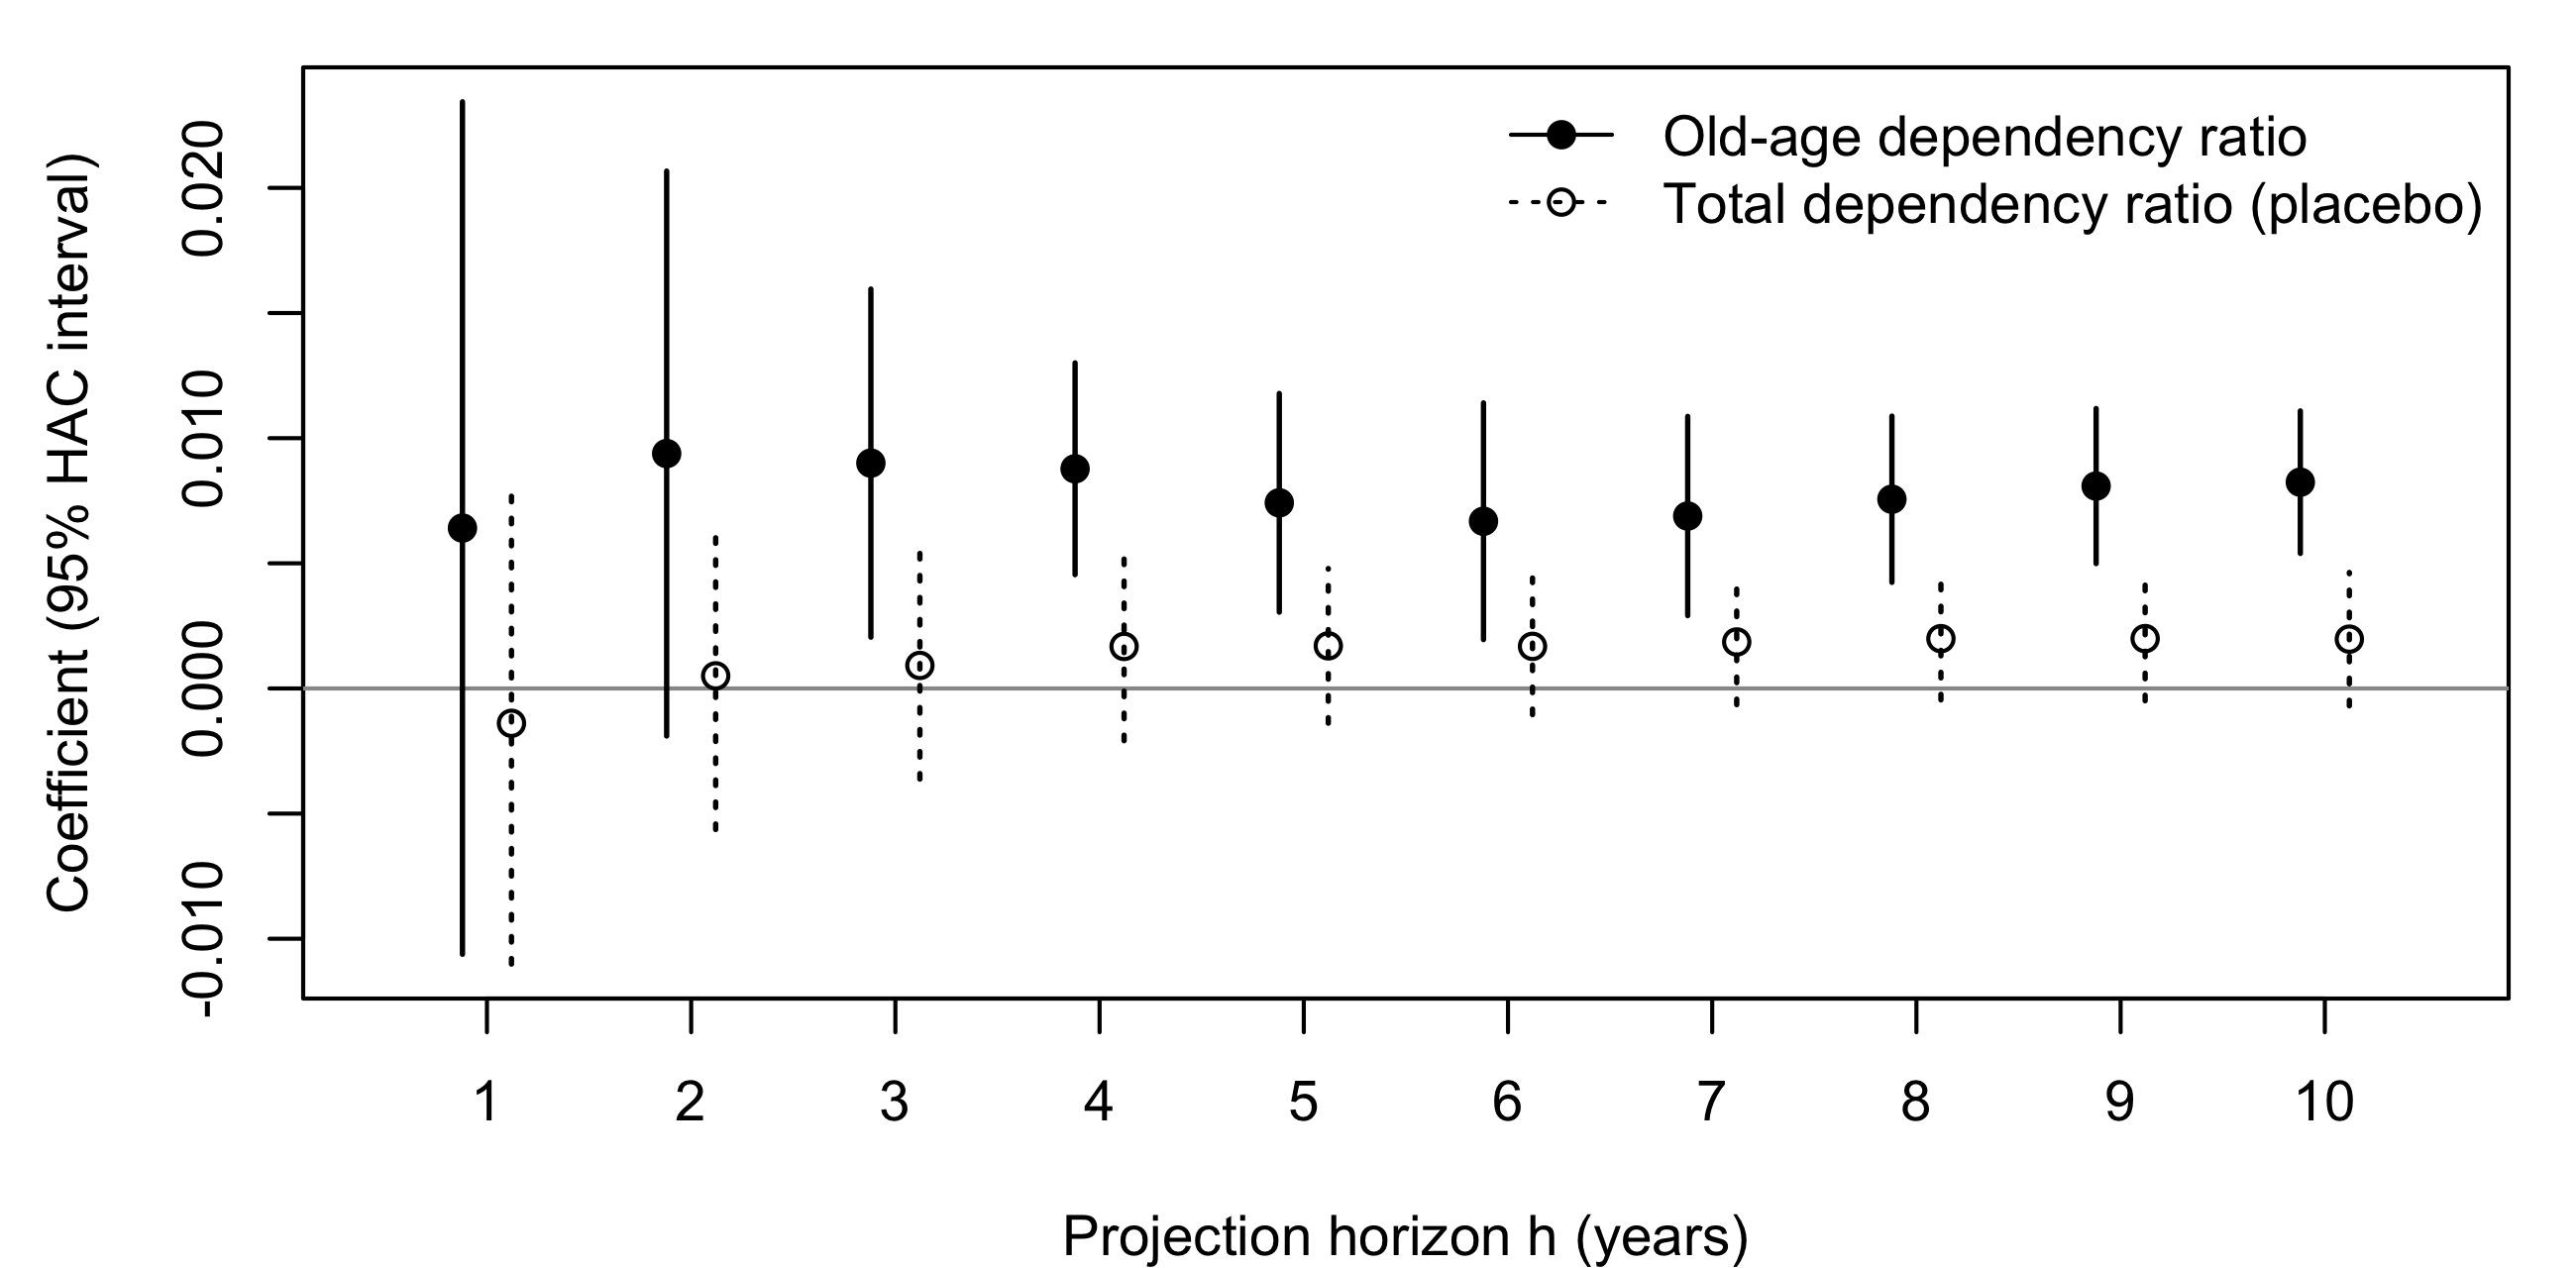 Old-age dependency ratio
Total dependency ratio (placebo)
Coefficient (95% HAC interval)
0.020
0.010
0.000
-0.010
1 2 3 4 5 6 7 8 9 10
Projection horizon h (years)